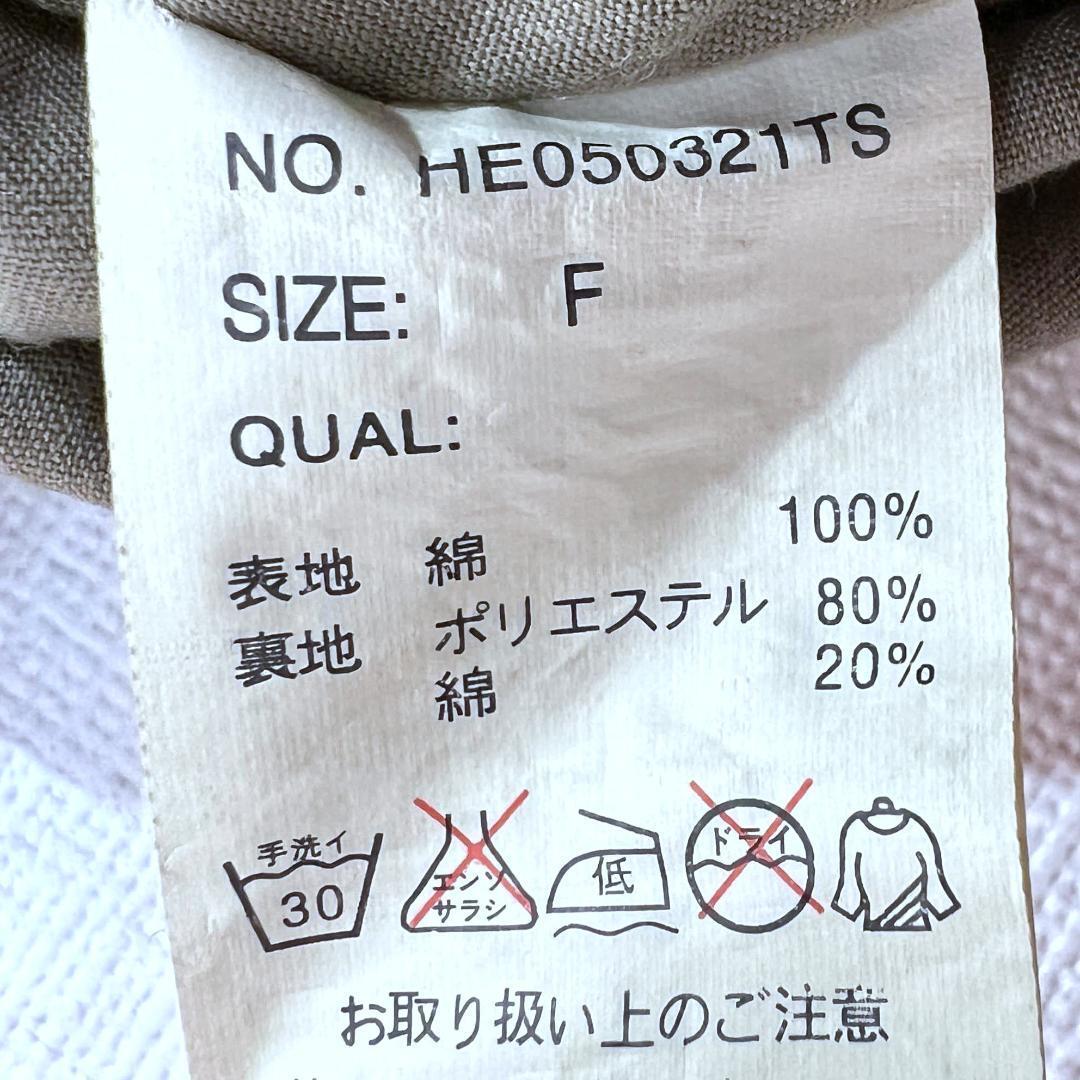 NO. HE050321TS
SIZE: F
QUAL:
表地 綿 100%
裏地 ポリエステル 80%
綿 20%
手洗イ
30
エンソ
サラシ
低
ドライ
お取り扱い上のご注意